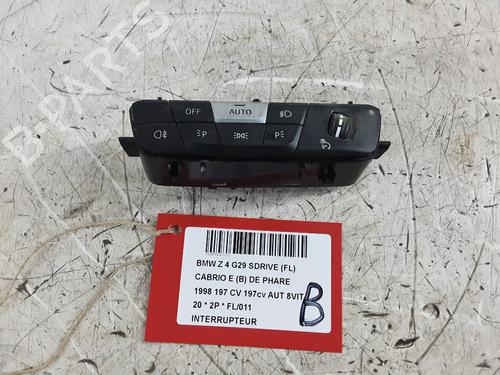 OFF
AUTO
P
P
BMW Z 4 G29 SDRIVE (FL)
CABRIO E (B) DE PHARE
1998 197 CV 197cv AUT 8VIT
20 * 2P * FL/011
INTERRUPTEUR
B
B-PARTS